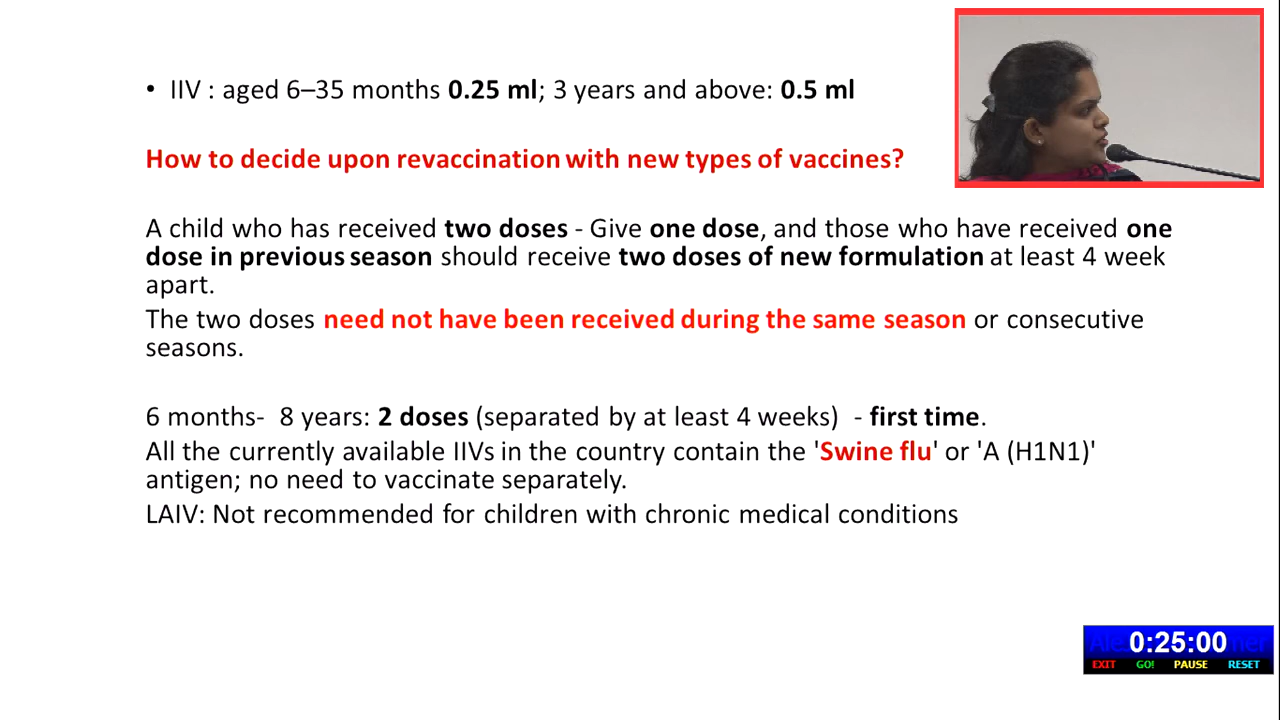 • IIV : aged 6–35 months 0.25 ml; 3 years and above: 0.5 ml
How to decide upon revaccination with new types of vaccines?
A child who has received two doses - Give one dose, and those who have received one
dose in previous season should receive two doses of new formulation at least 4 week
apart.
The two doses need not have been received during the same season or consecutive
seasons.
6 months-  8 years: 2 doses (separated by at least 4 weeks)  - first time.
All the currently available IIVs in the country contain the 'Swine flu' or 'A (H1N1)'
antigen; no need to vaccinate separately.
LAIV: Not recommended for children with chronic medical conditions
0:25:00
EXIT GO! PAUSE RESET